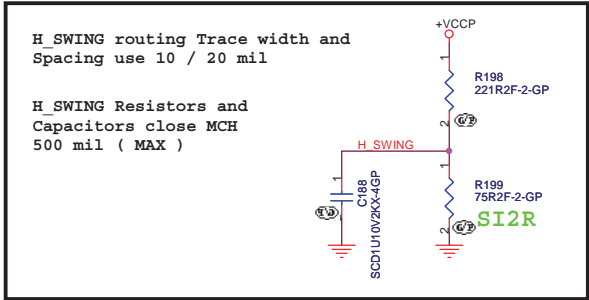 H_SWING routing Trace width and
Spacing use 10 / 20 mil
H_SWING Resistors and
Capacitors close MCH
500 mil ( MAX )
+VCCP
1
R198
221R2F-2-GP
2
G/P
H_SWING
1
C188
SCD1U10V2KX-4GP
T/D
1
R199
75R2F-2-GP
SI2R
2
G/P